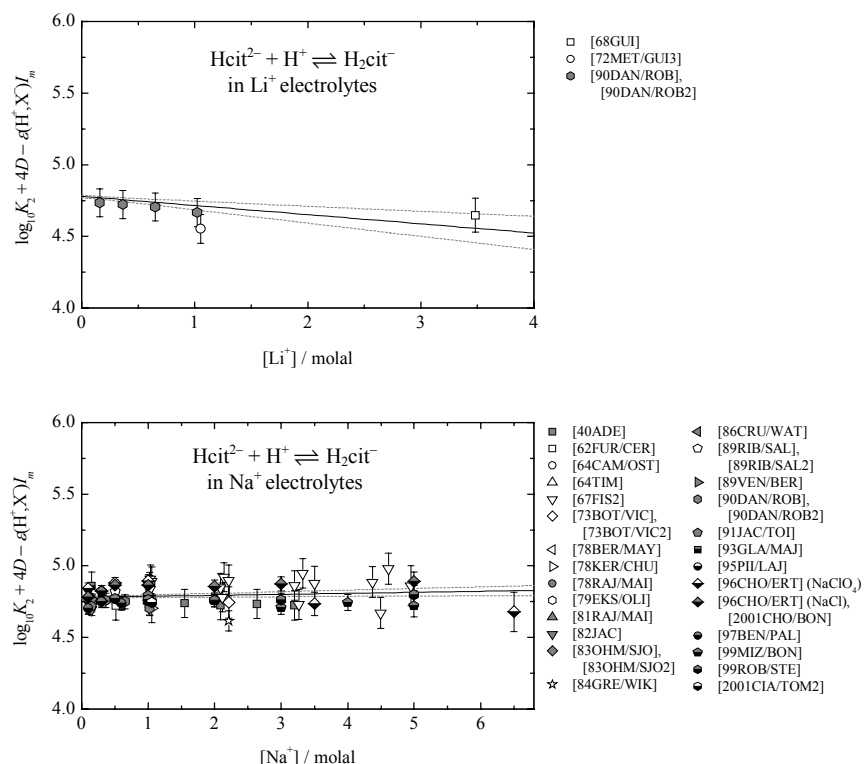 6.0
5.5
5.0
4.5
4.0
log₁₀K₂ + 4D – ε(H⁺,X⁻)Iₘ
Hcit²⁻ + H⁺ ⇌ H₂cit⁻
in Li⁺ electrolytes
0 1 2 3 4
[Li⁺] / molal
[68GUI]
[72MET/GUI3]
[90DAN/ROB],
[90DAN/ROB2]
6.0
5.5
5.0
4.5
4.0
log₁₀K₂ + 4D – ε(H⁺,X⁻)Iₘ
Hcit²⁻ + H⁺ ⇌ H₂cit⁻
in Na⁺ electrolytes
0 1 2 3 4 5 6
[Na⁺] / molal
[40ADE]
[62FUR/CER]
[64CAM/OST]
[64TIM]
[67FIS2]
[73BOT/VIC],
[73BOT/VIC2]
[78BER/MAY]
[78KER/CHU]
[78RAJ/MAI]
[79EKS/OLI]
[81RAJ/MAI]
[82JAC]
[83OHM/SJO],
[83OHM/SJO2]
[84GRE/WIK]
[86CRU/WAT]
[89RIB/SAL],
[89RIB/SAL2]
[89VEN/BER]
[90DAN/ROB],
[90DAN/ROB2]
[91JAC/TOI]
[93GLA/MAJ]
[95PII/LAJ]
[96CHO/ERT] (NaClO₄)
[96CHO/ERT] (NaCl),
[2001CHO/BON]
[97BEN/PAL]
[99MIZ/BON]
[99ROB/STE]
[2001CIA/TOM2]